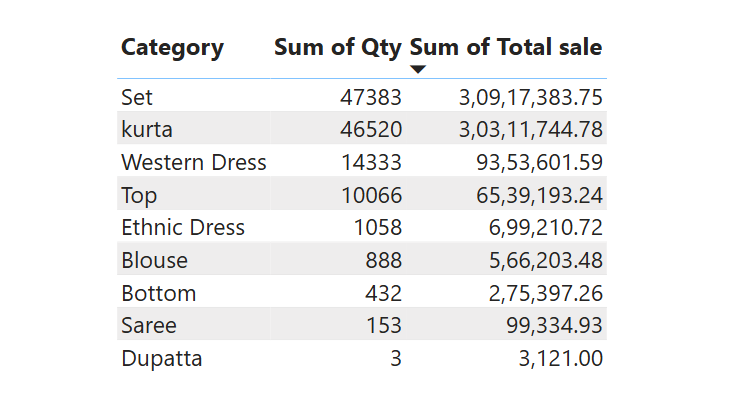 Category Sum of Qty Sum of Total sale
Set 47383 3,09,17,383.75
kurta 46520 3,03,11,744.78
Western Dress 14333 93,53,601.59
Top 10066 65,39,193.24
Ethnic Dress 1058 6,99,210.72
Blouse 888 5,66,203.48
Bottom 432 2,75,397.26
Saree 153 99,334.93
Dupatta 3 3,121.00